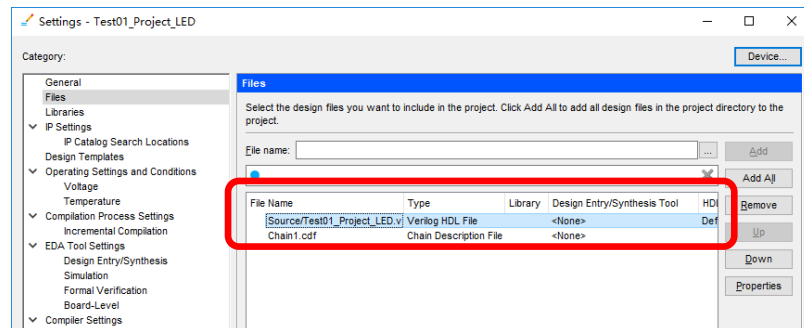 Settings - Test01_Project_LED
Category:
Device...
General
Files
Libraries
IP Settings
IP Catalog Search Locations
Design Templates
Operating Settings and Conditions
Voltage
Temperature
Compilation Process Settings
Incremental Compilation
EDA Tool Settings
Design Entry/Synthesis
Simulation
Formal Verification
Board-Level
Compiler Settings
Files
Select the design files you want to include in the project. Click Add All to add all design files in the project directory to the
project.
File name:
...
Add
Add All
File Name Type Library Design Entry/Synthesis Tool HDL
Source/Test01_Project_LED.v Verilog HDL File <None> Def
Chain1.cdf Chain Description File <None>
Remove
Up
Down
Properties